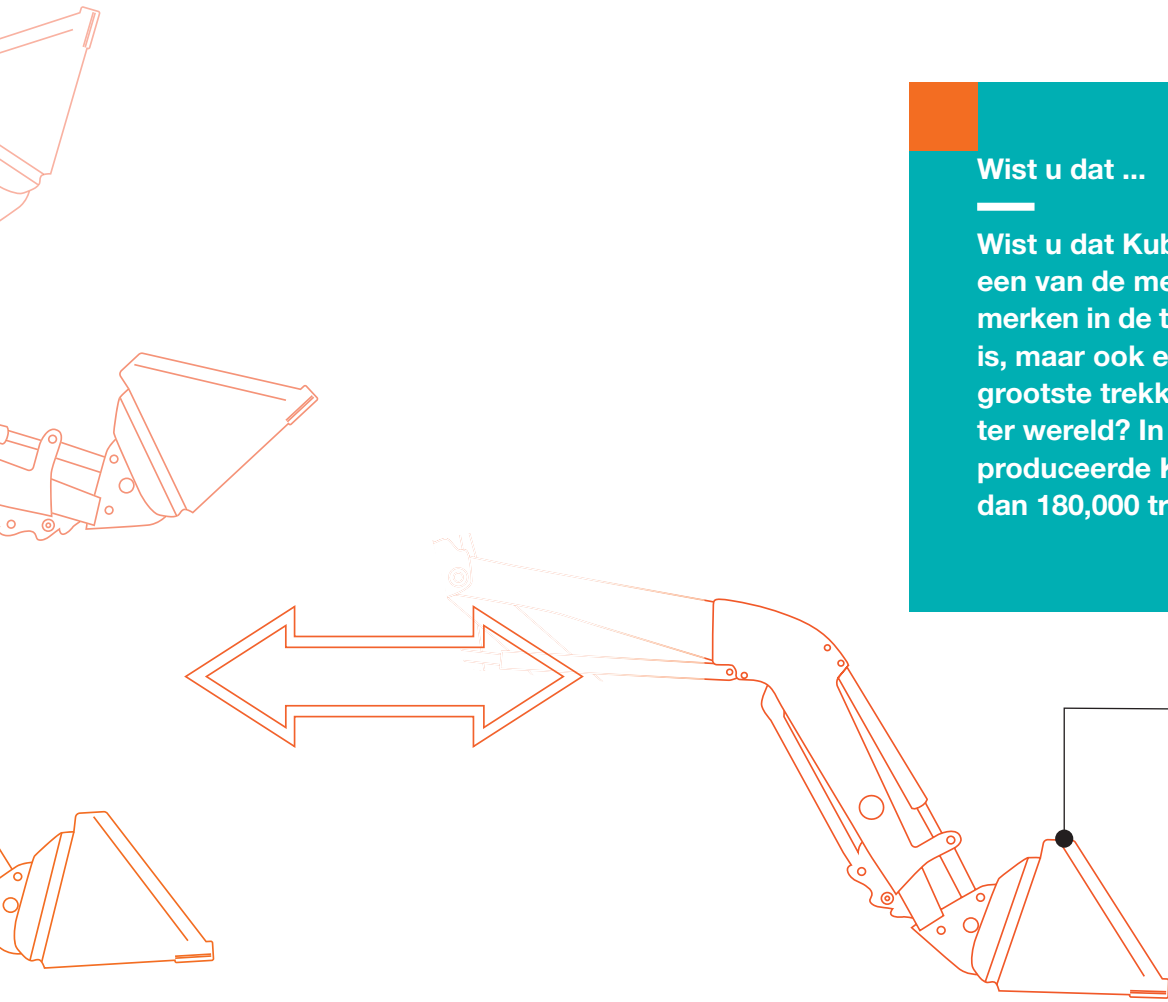 Wist u dat ...
Wist u dat Kub
een van de me
merken in de t
is, maar ook e
grootste trekk
ter wereld? In
produceerde K
dan 180,000 tr